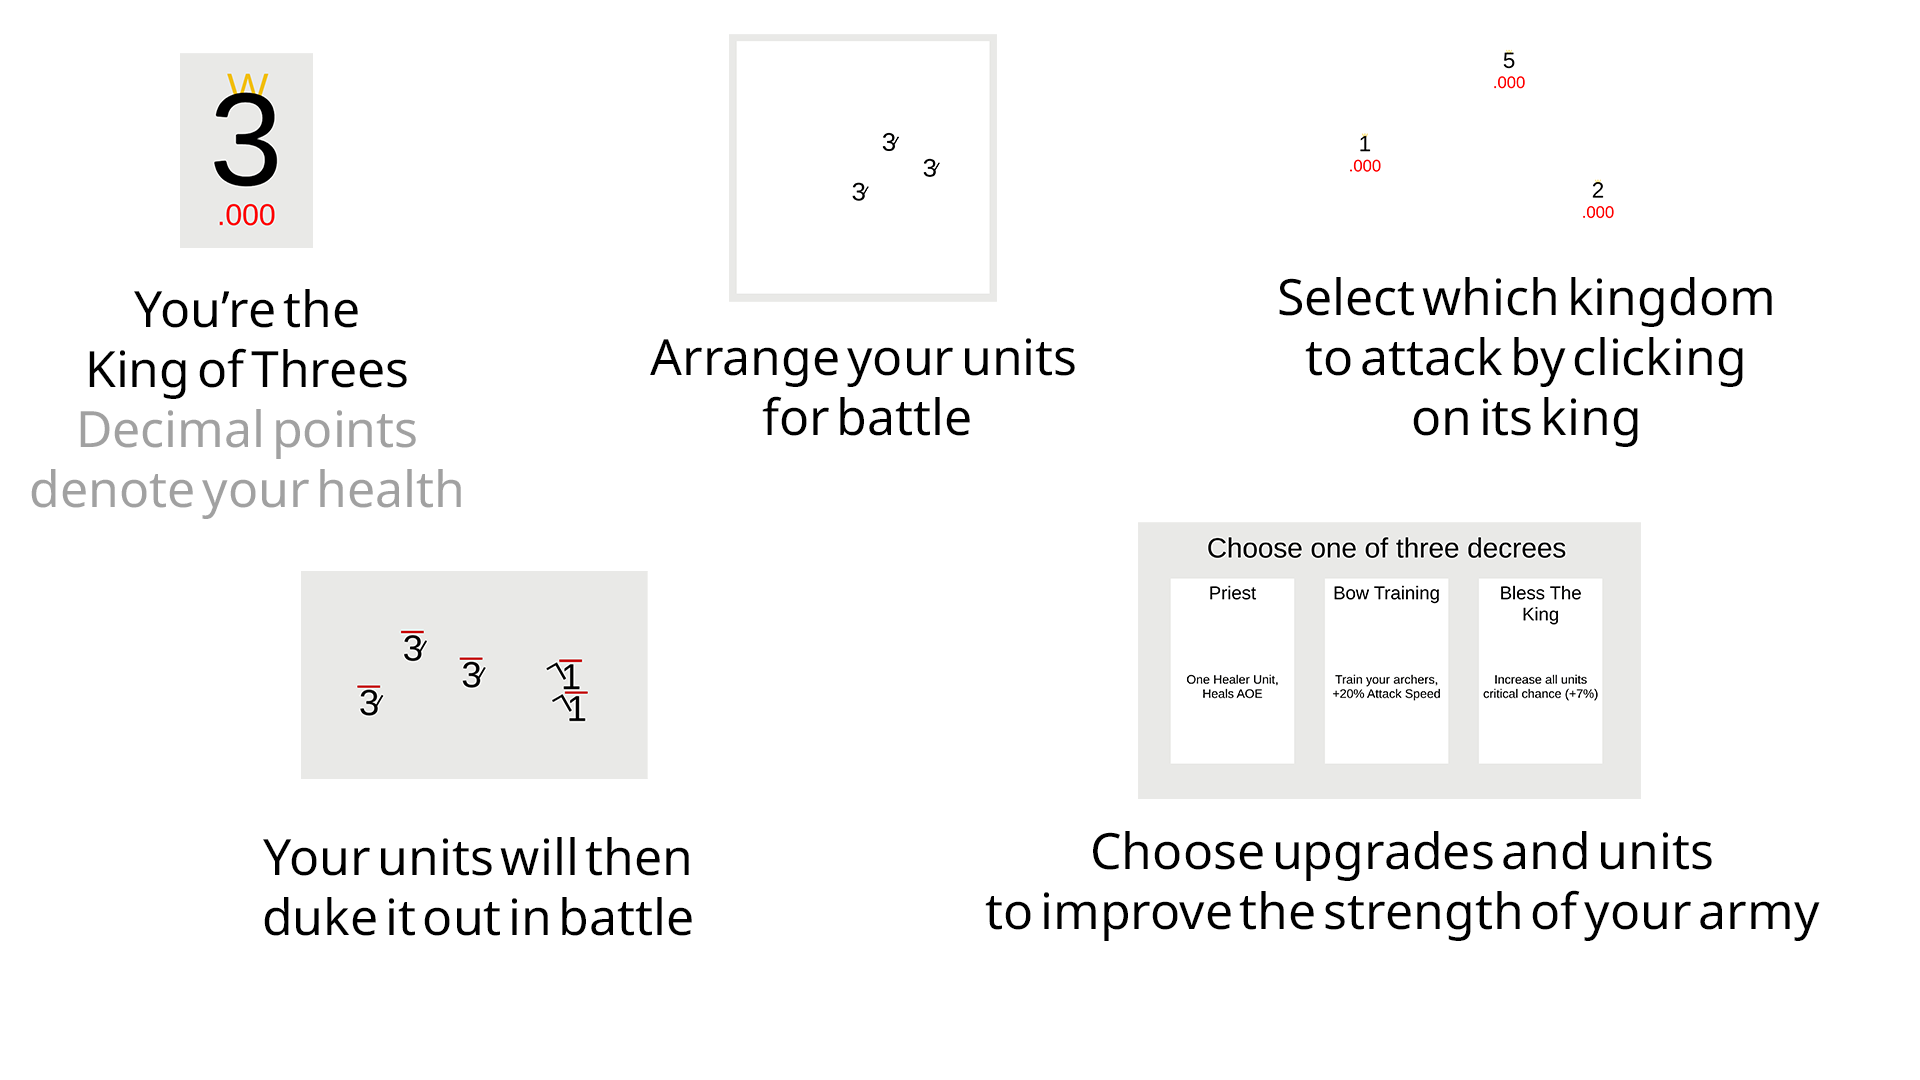 W
3
.000
You're the
King of Threes
Decimal points
denote your health
3
3
3
Arrange your units
for battle
5
.000
1
.000
2
.000
Select which kingdom
to attack by clicking
on its king
3
3
3
1
1
Your units will then
duke it out in battle
Choose one of three decrees
Priest
One Healer Unit,
Heals AOE
Bow Training
Train your archers,
+20% Attack Speed
Bless The
King
Increase all units
critical chance (+7%)
Choose upgrades and units
to improve the strength of your army